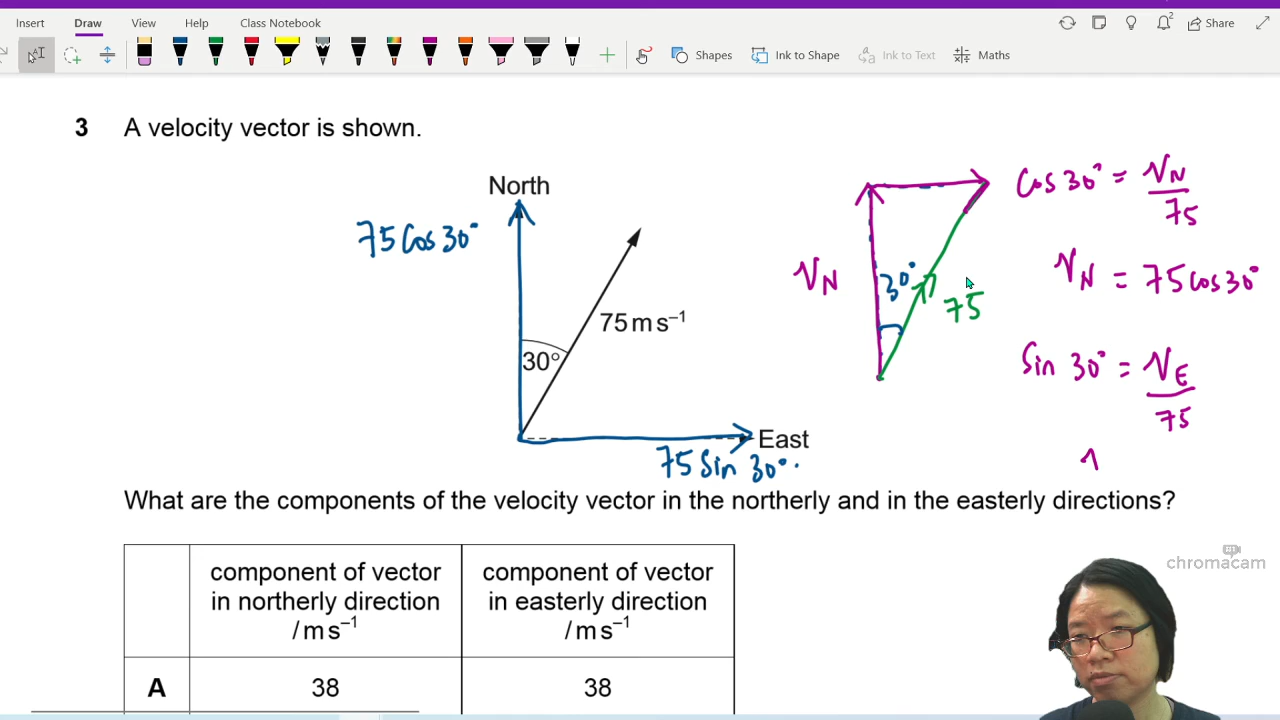 Insert Draw View Help Class Notebook
2 Share
Shapes Ink to Shape Ink to Text Maths
3 A velocity vector is shown.
North
75 Cos 30°
75 m s⁻¹
30°
East
75 Sin 30°
V_N
30°
75
Cos 30° = V_N / 75
V_N = 75 cos 30°
Sin 30° = V_E / 75
What are the components of the velocity vector in the northerly and in the easterly directions?
component of vector in northerly direction / m s⁻¹
component of vector in easterly direction / m s⁻¹
A 38 38
chromacam